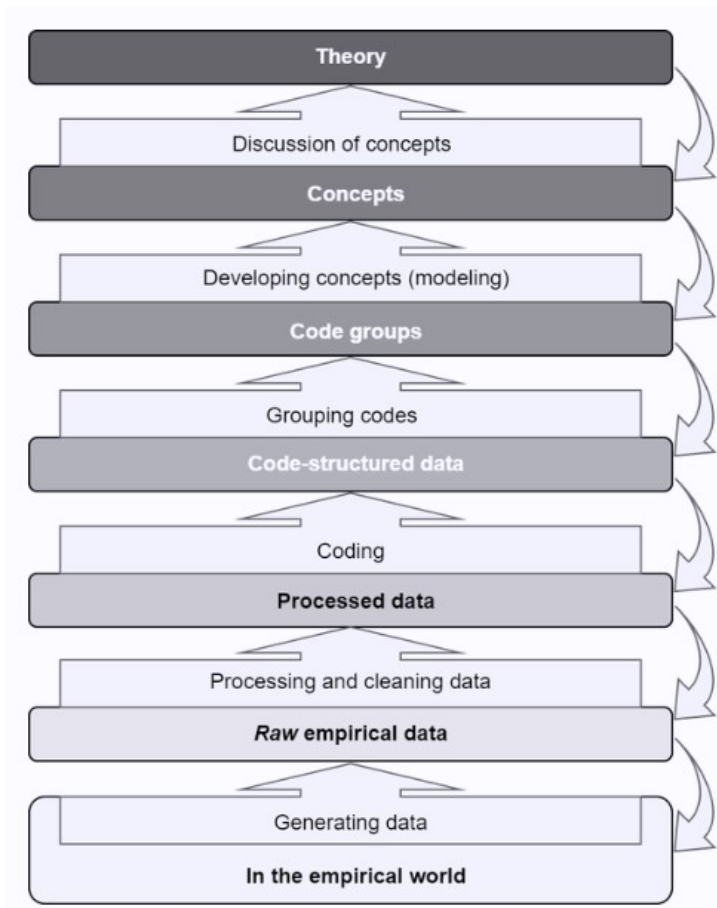 Theory
Discussion of concepts
Concepts
Developing concepts (modeling)
Code groups
Grouping codes
Code-structured data
Coding
Processed data
Processing and cleaning data
Raw empirical data
Generating data
In the empirical world